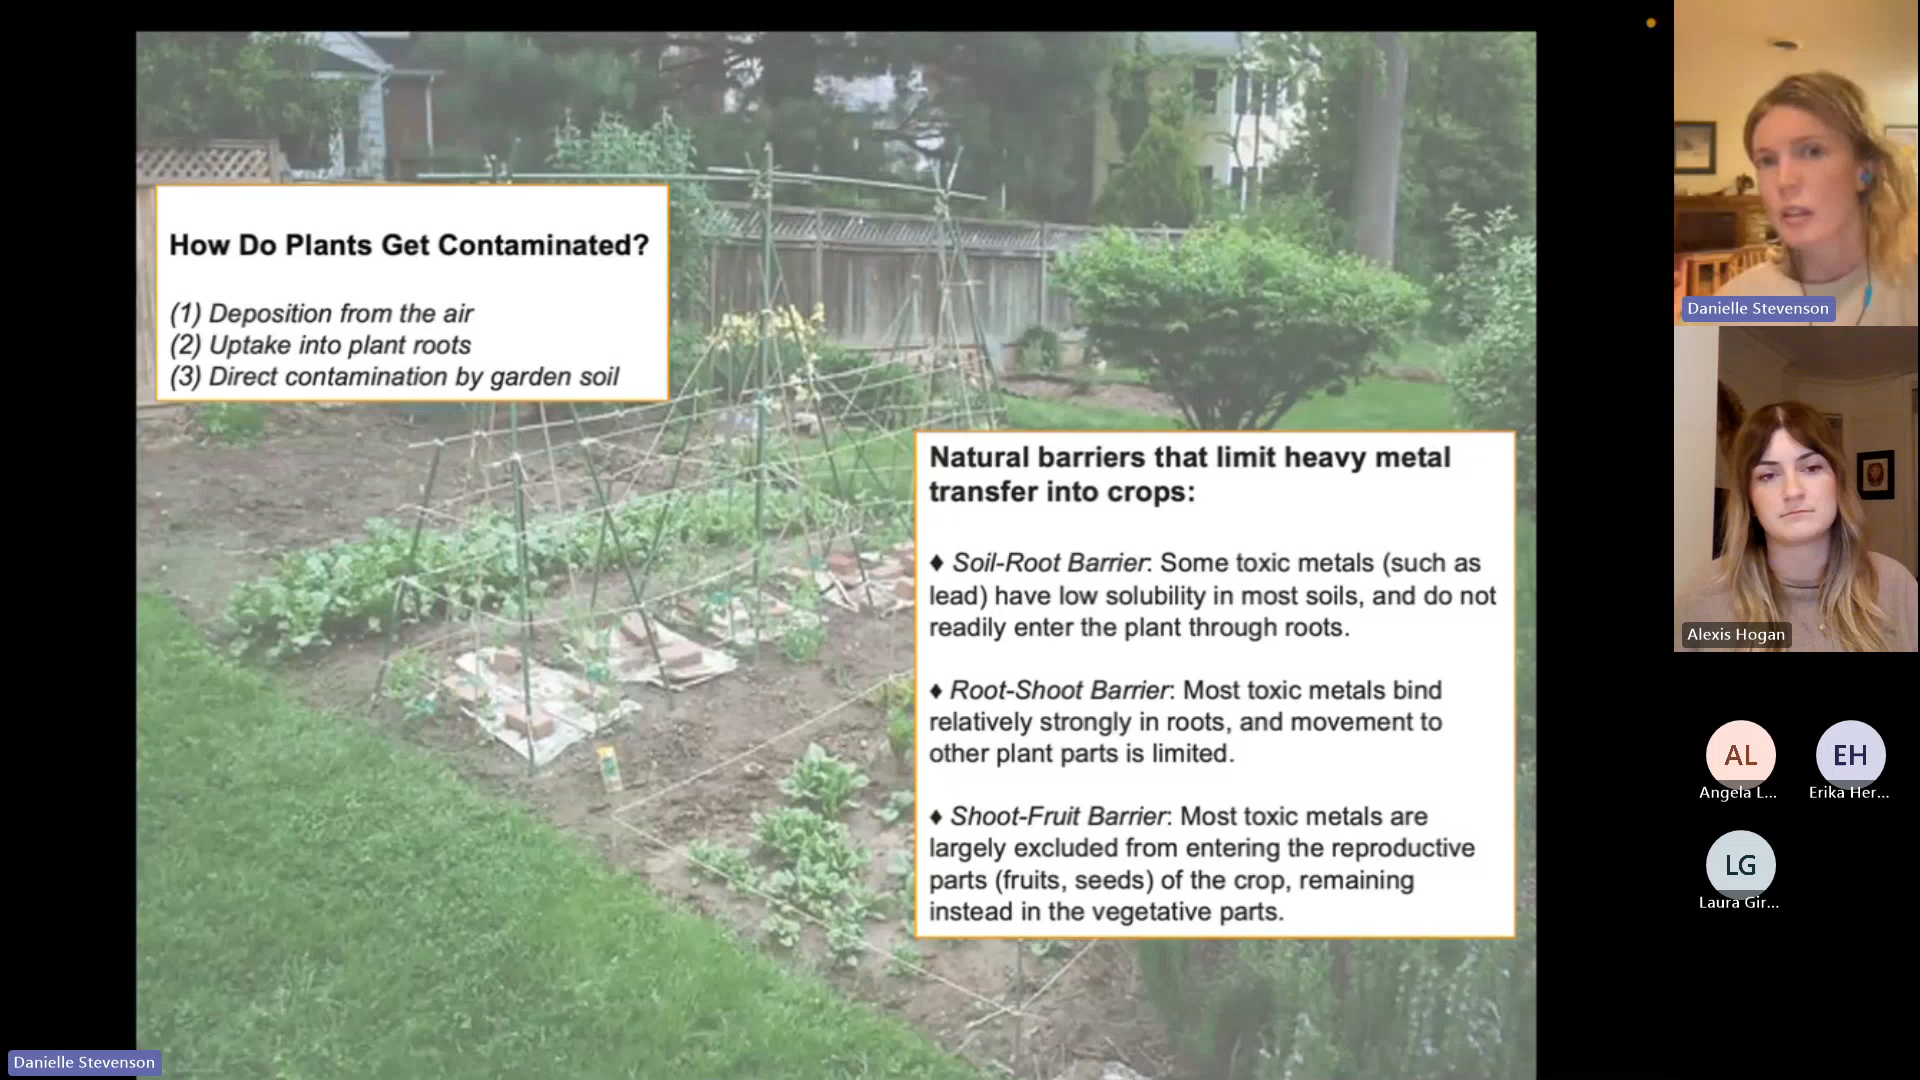 How Do Plants Get Contaminated?
(1) Deposition from the air
(2) Uptake into plant roots
(3) Direct contamination by garden soil
Natural barriers that limit heavy metal
transfer into crops:
♦ Soil-Root Barrier: Some toxic metals (such as
lead) have low solubility in most soils, and do not
readily enter the plant through roots.
♦ Root-Shoot Barrier: Most toxic metals bind
relatively strongly in roots, and movement to
other plant parts is limited.
♦ Shoot-Fruit Barrier: Most toxic metals are
largely excluded from entering the reproductive
parts (fruits, seeds) of the crop, remaining
instead in the vegetative parts.
Danielle Stevenson
Danielle Stevenson
Alexis Hogan
AL
Angela L...
EH
Erika Her...
LG
Laura Gir...